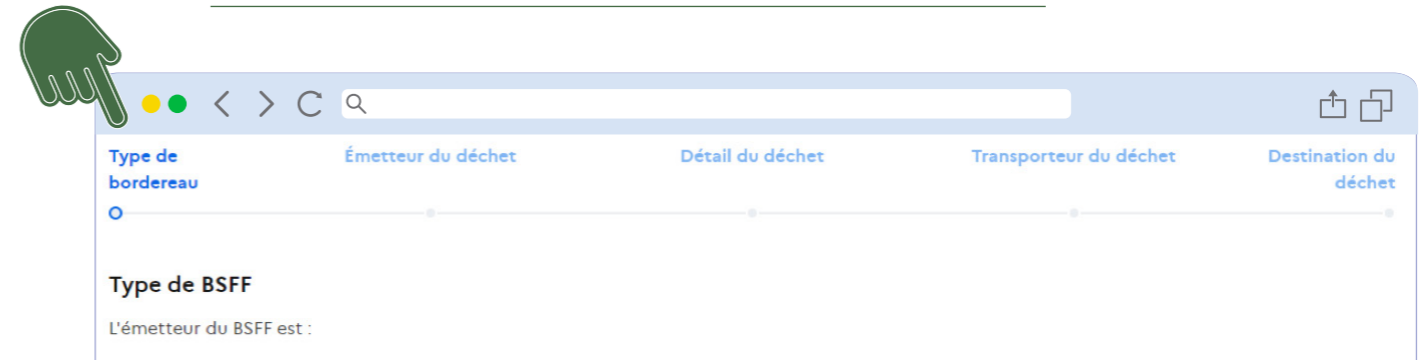 Type de
bordereau
Émetteur du déchet
Détail du déchet
Transporteur du déchet
Destination du
déchet
Type de BSFF
L'émetteur du BSFF est :